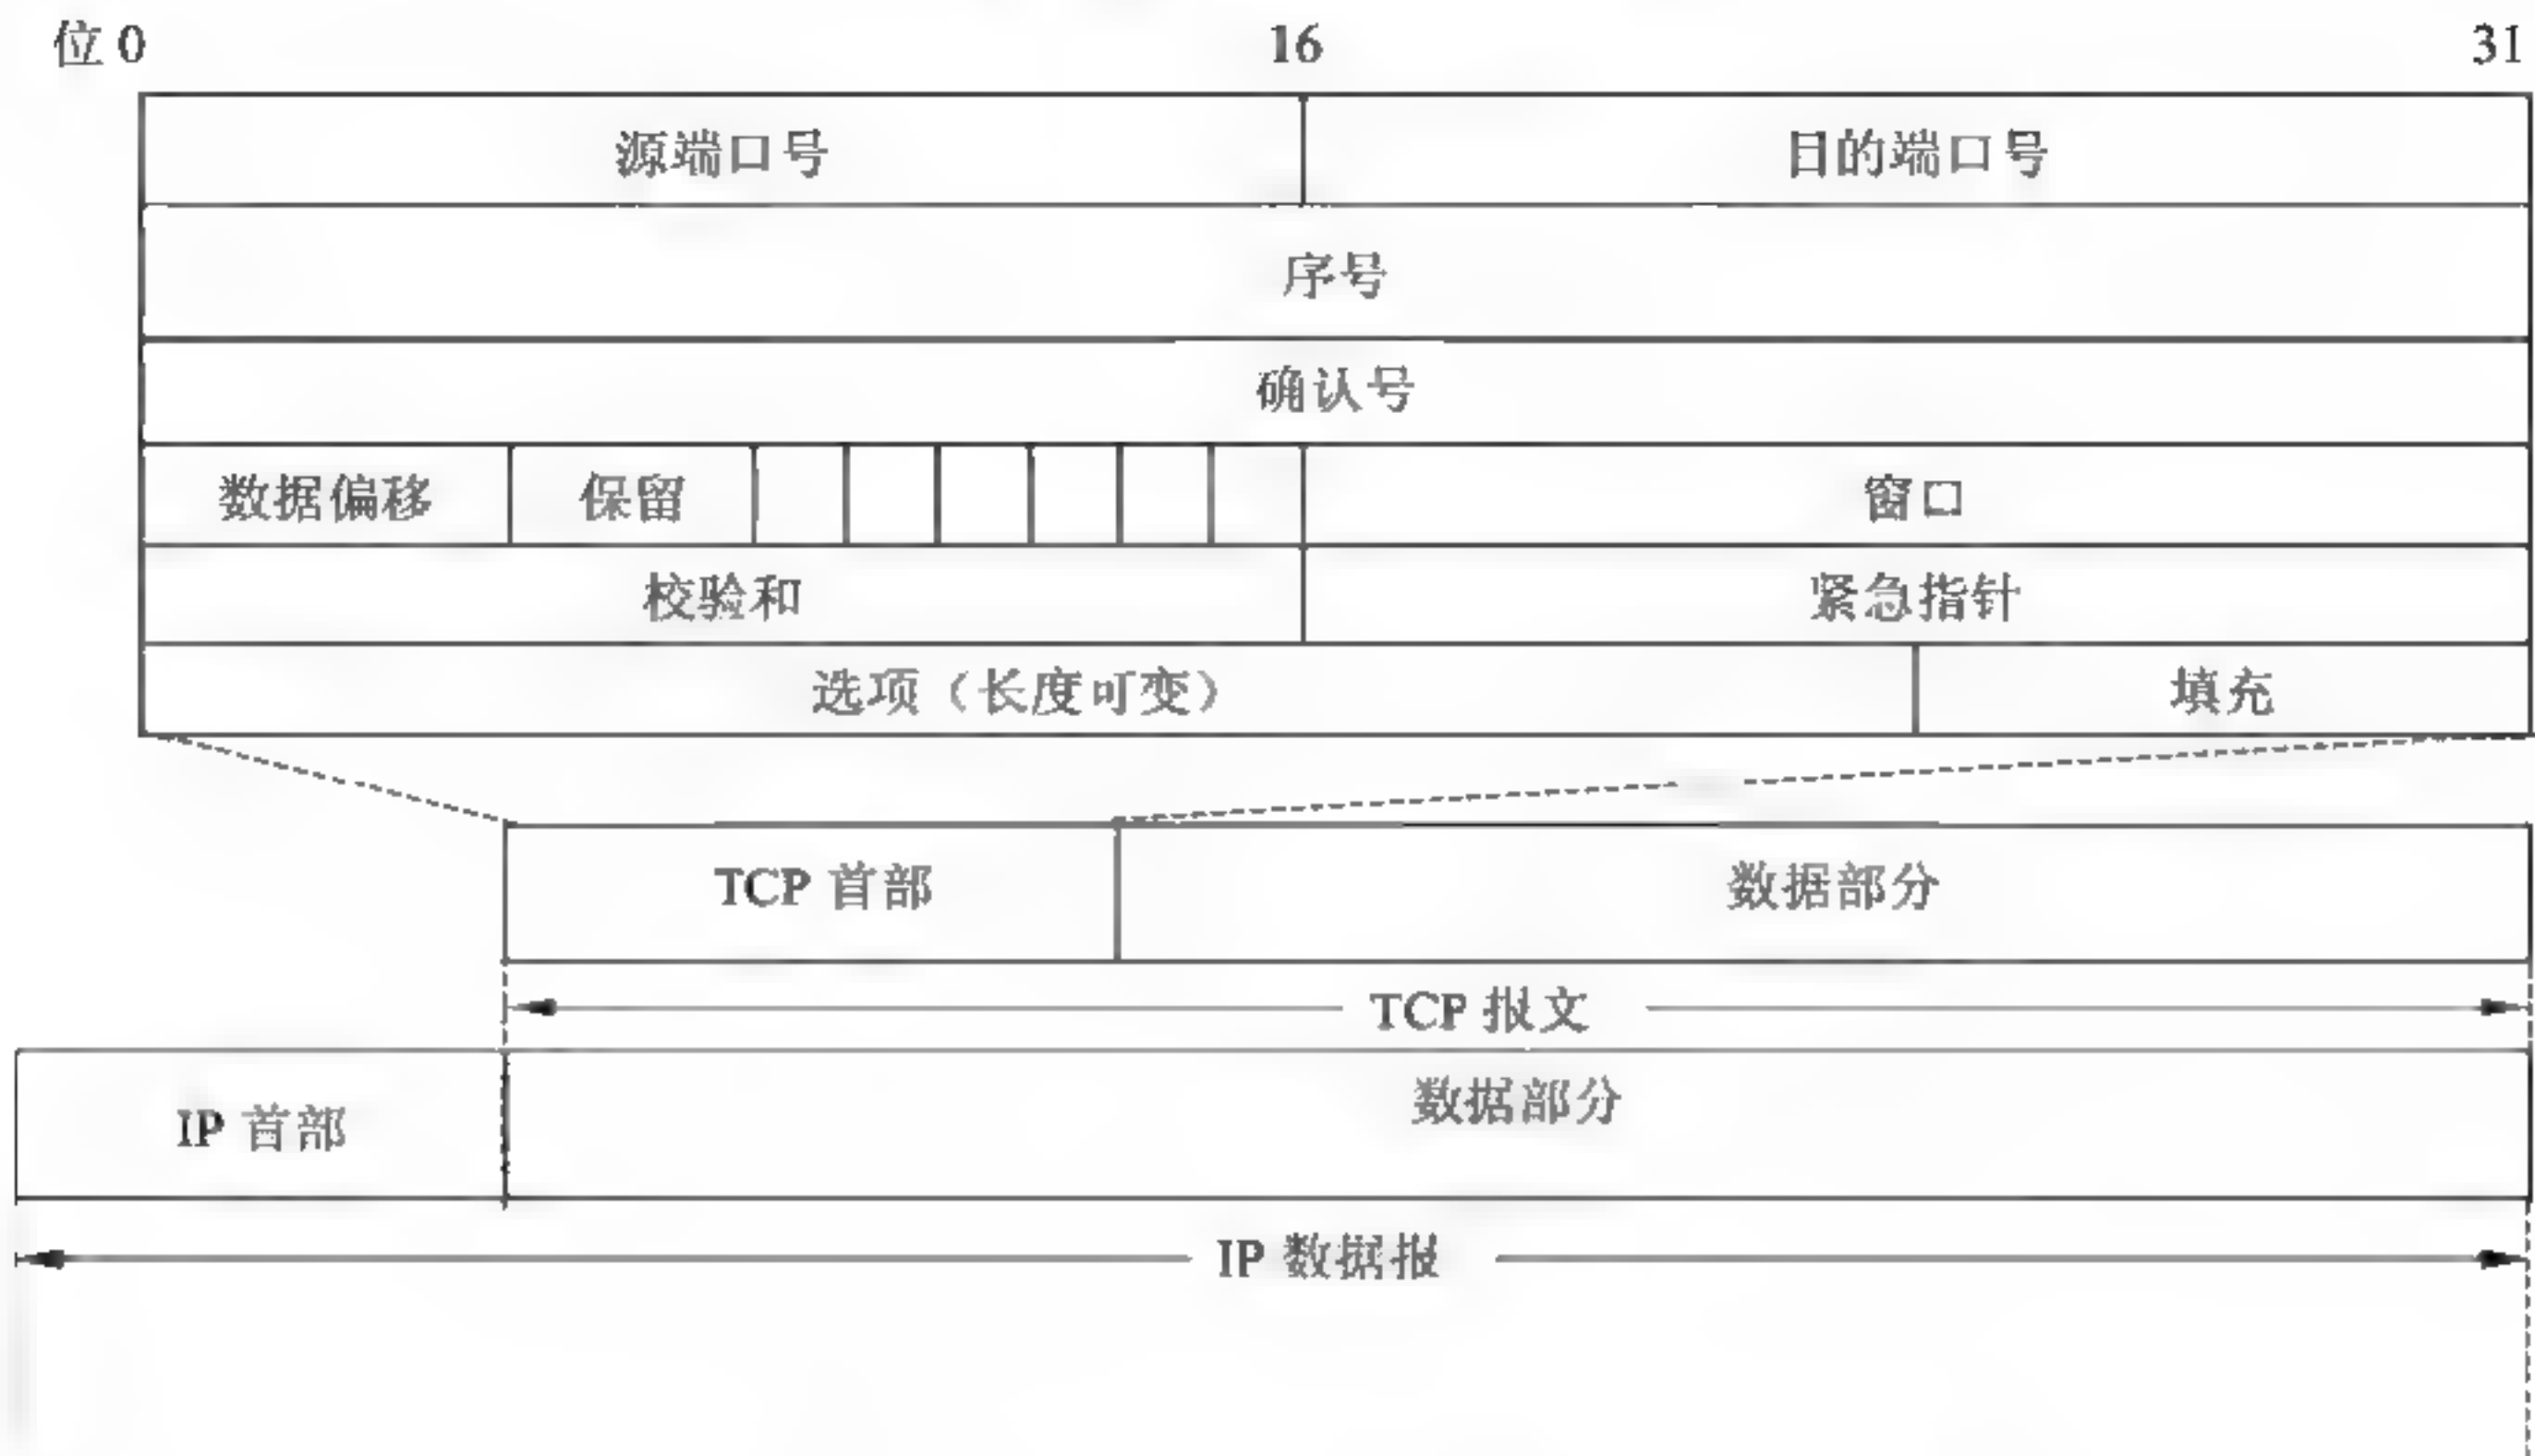 位 0 16 31
源端口号 目的端口号
序号
确认号
数据偏移 保留 窗口
校验和 紧急指针
选项（长度可变） 填充
TCP 首部 数据部分
TCP 报文
IP 首部 数据部分
IP 数据报